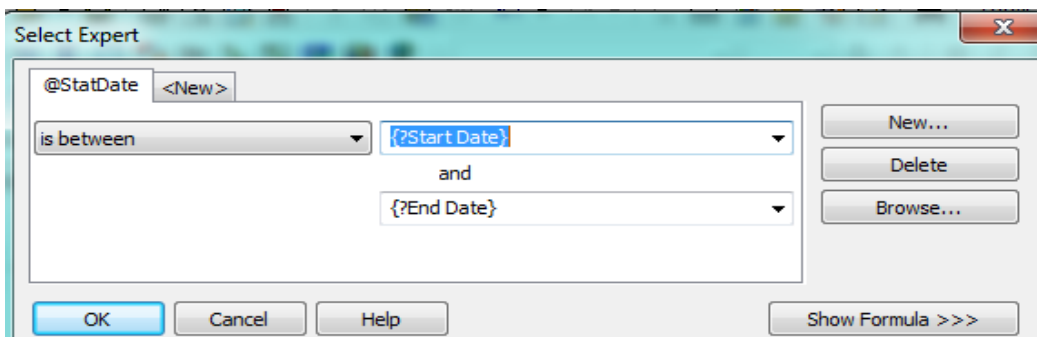 Select Expert
@StatDate <New>
is between {?Start Date}
and
{?End Date}
New...
Delete
Browse...
OK Cancel Help Show Formula >>>